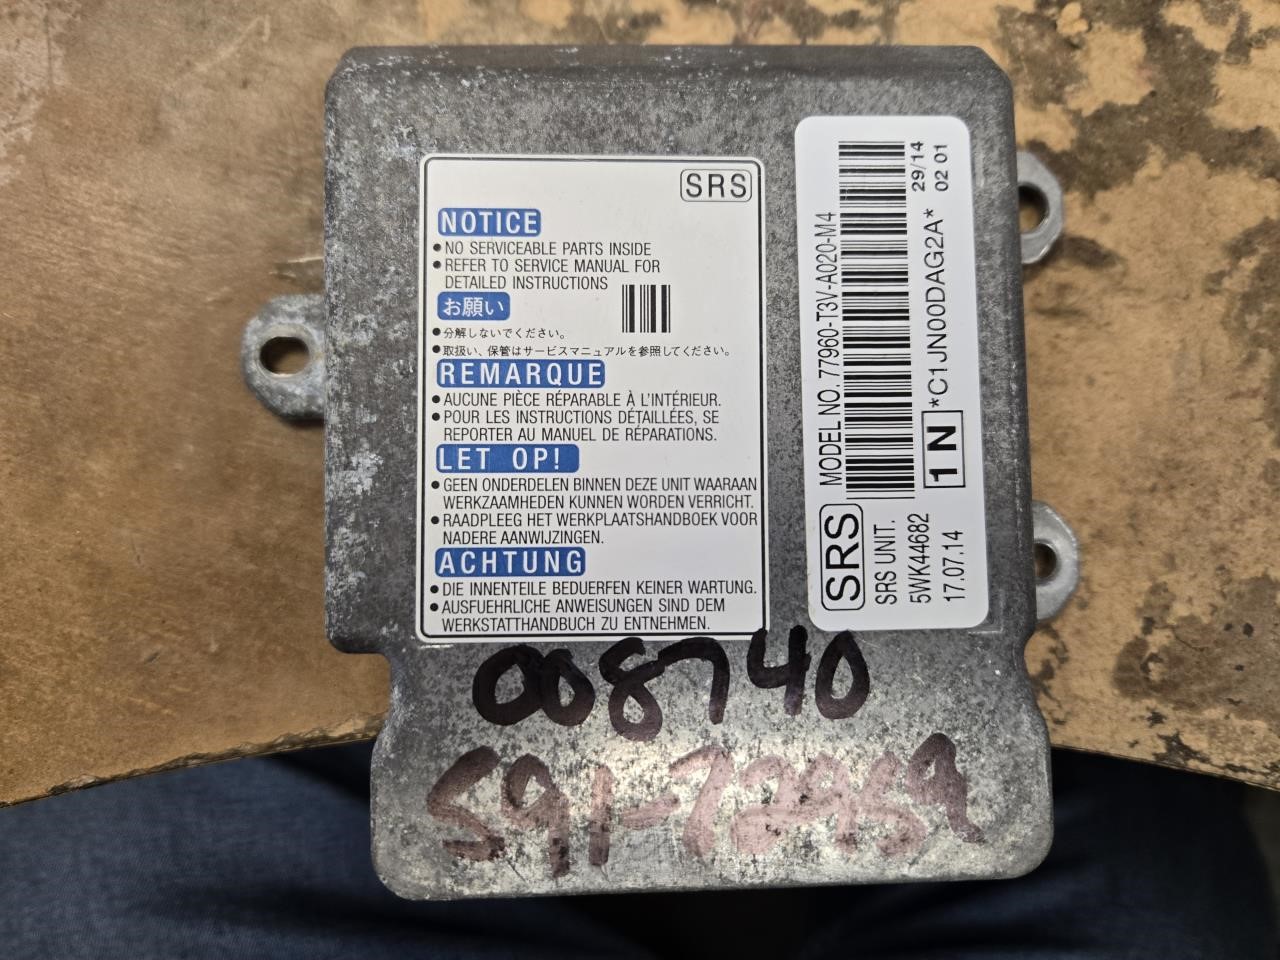 SRS
NOTICE
● NO SERVICEABLE PARTS INSIDE
● REFER TO SERVICE MANUAL FOR
DETAILED INSTRUCTIONS
お願い
● 分解しないでください。
● 取扱い、保管はサービスマニュアルを参照してください。
REMARQUE
● AUCUNE PIÈCE RÉPARABLE À L'INTÉRIEUR.
● POUR LES INSTRUCTIONS DÉTAILLÉES, SE
REPORTER AU MANUEL DE RÉPARATIONS.
LET OP!
● GEEN ONDERDELEN BINNEN DEZE UNIT WAARAAN
WERKZAAMHEDEN KUNNEN WORDEN VERRICHT.
● RAADPLEEG HET WERKPLAATSHANDBOEK VOOR
NADERE AANWIJZINGEN.
ACHTUNG
● DIE INNENTEILE BEDUERFEN KEINER WARTUNG.
● AUSFUEHRLICHE ANWEISUNGEN SIND DEM
WERKSTATTHANDBUCH ZU ENTNEHMEN.
SRS
MODEL NO. 77960-T3V-A020-M4
SRS UNIT.
5WK44682
17.07.14
1 N
*C1JN00DAG2A*
29/14
02 01
008740